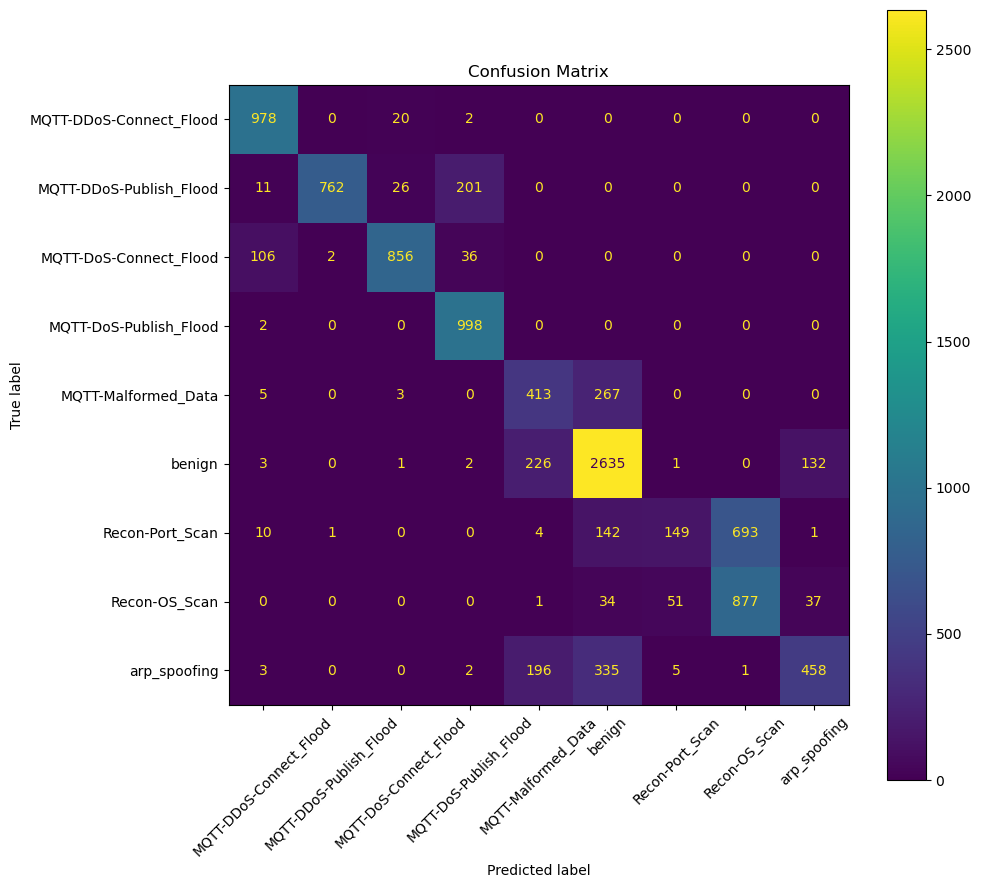 Confusion Matrix
True label
MQTT-DDoS-Connect_Flood 978 0 20 2 0 0 0 0 0
MQTT-DDoS-Publish_Flood 11 762 26 201 0 0 0 0 0
MQTT-DoS-Connect_Flood 106 2 856 36 0 0 0 0 0
MQTT-DoS-Publish_Flood 2 0 0 998 0 0 0 0 0
MQTT-Malformed_Data 5 0 3 0 413 267 0 0 0
benign 3 0 1 2 226 2635 1 0 132
Recon-Port_Scan 10 1 0 0 4 142 149 693 1
Recon-OS_Scan 0 0 0 0 1 34 51 877 37
arp_spoofing 3 0 0 2 196 335 5 1 458
MQTT-DDoS-Connect_Flood
MQTT-DDoS-Publish_Flood
MQTT-DoS-Connect_Flood
MQTT-DoS-Publish_Flood
MQTT-Malformed_Data
benign
Recon-Port_Scan
Recon-OS_Scan
arp_spoofing
Predicted label
2500
2000
1500
1000
500
0